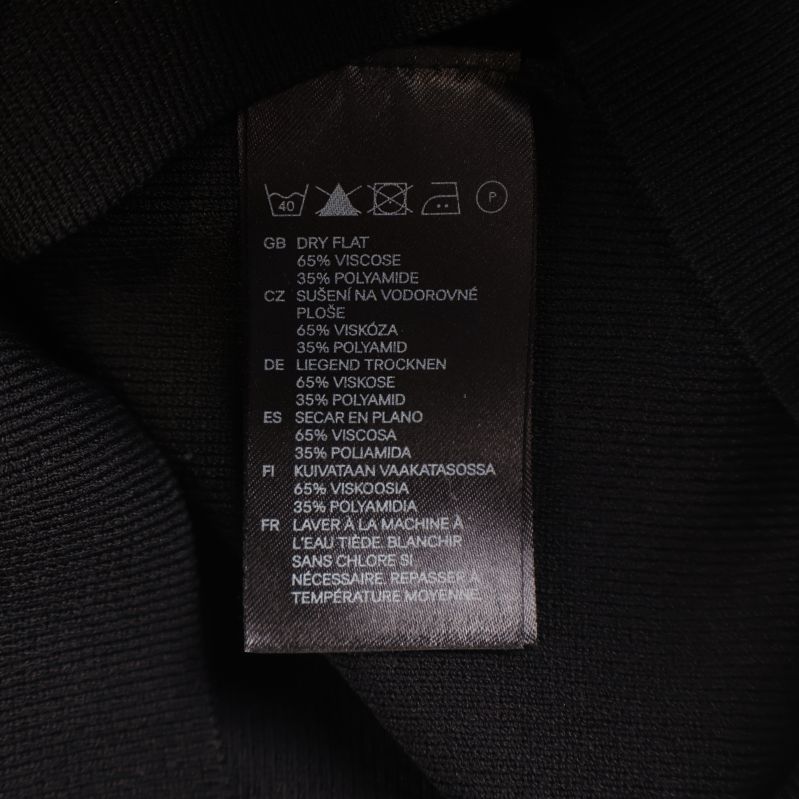 40 P
GB DRY FLAT
65% VISCOSE
35% POLYAMIDE
CZ SUŠENÍ NA VODOROVNÉ
PLOŠE
65% VISKÓZA
35% POLYAMID
DE LIEGEND TROCKNEN
65% VISKOSE
35% POLYAMID
ES SECAR EN PLANO
65% VISCOSA
35% POLIAMIDA
FI KUIVATAAN VAAKATASOSSA
65% VISKOOSIA
35% POLYAMIDIA
FR LAVER À LA MACHINE À
L'EAU TIÈDE. BLANCHIR
SANS CHLORE SI
NÉCESSAIRE. REPASSER À
TEMPÉRATURE MOYENNE.